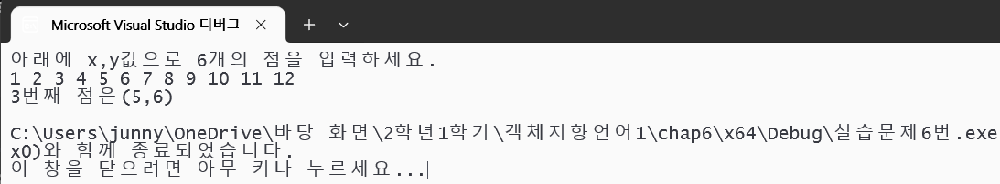 Microsoft Visual Studio 디버그
아래에 x,y값으로 6개의 점을 입력하세요.
1 2 3 4 5 6 7 8 9 10 11 12
3번째 점은(5,6)
C:\Users\junny\OneDrive\바탕 화면\2학년1학기\객체지향언어1\chap6\x64\Debug\실습문제6번.exe
x0)와 함께 종료되었습니다.
이 창을 닫으려면 아무 키나 누르세요...